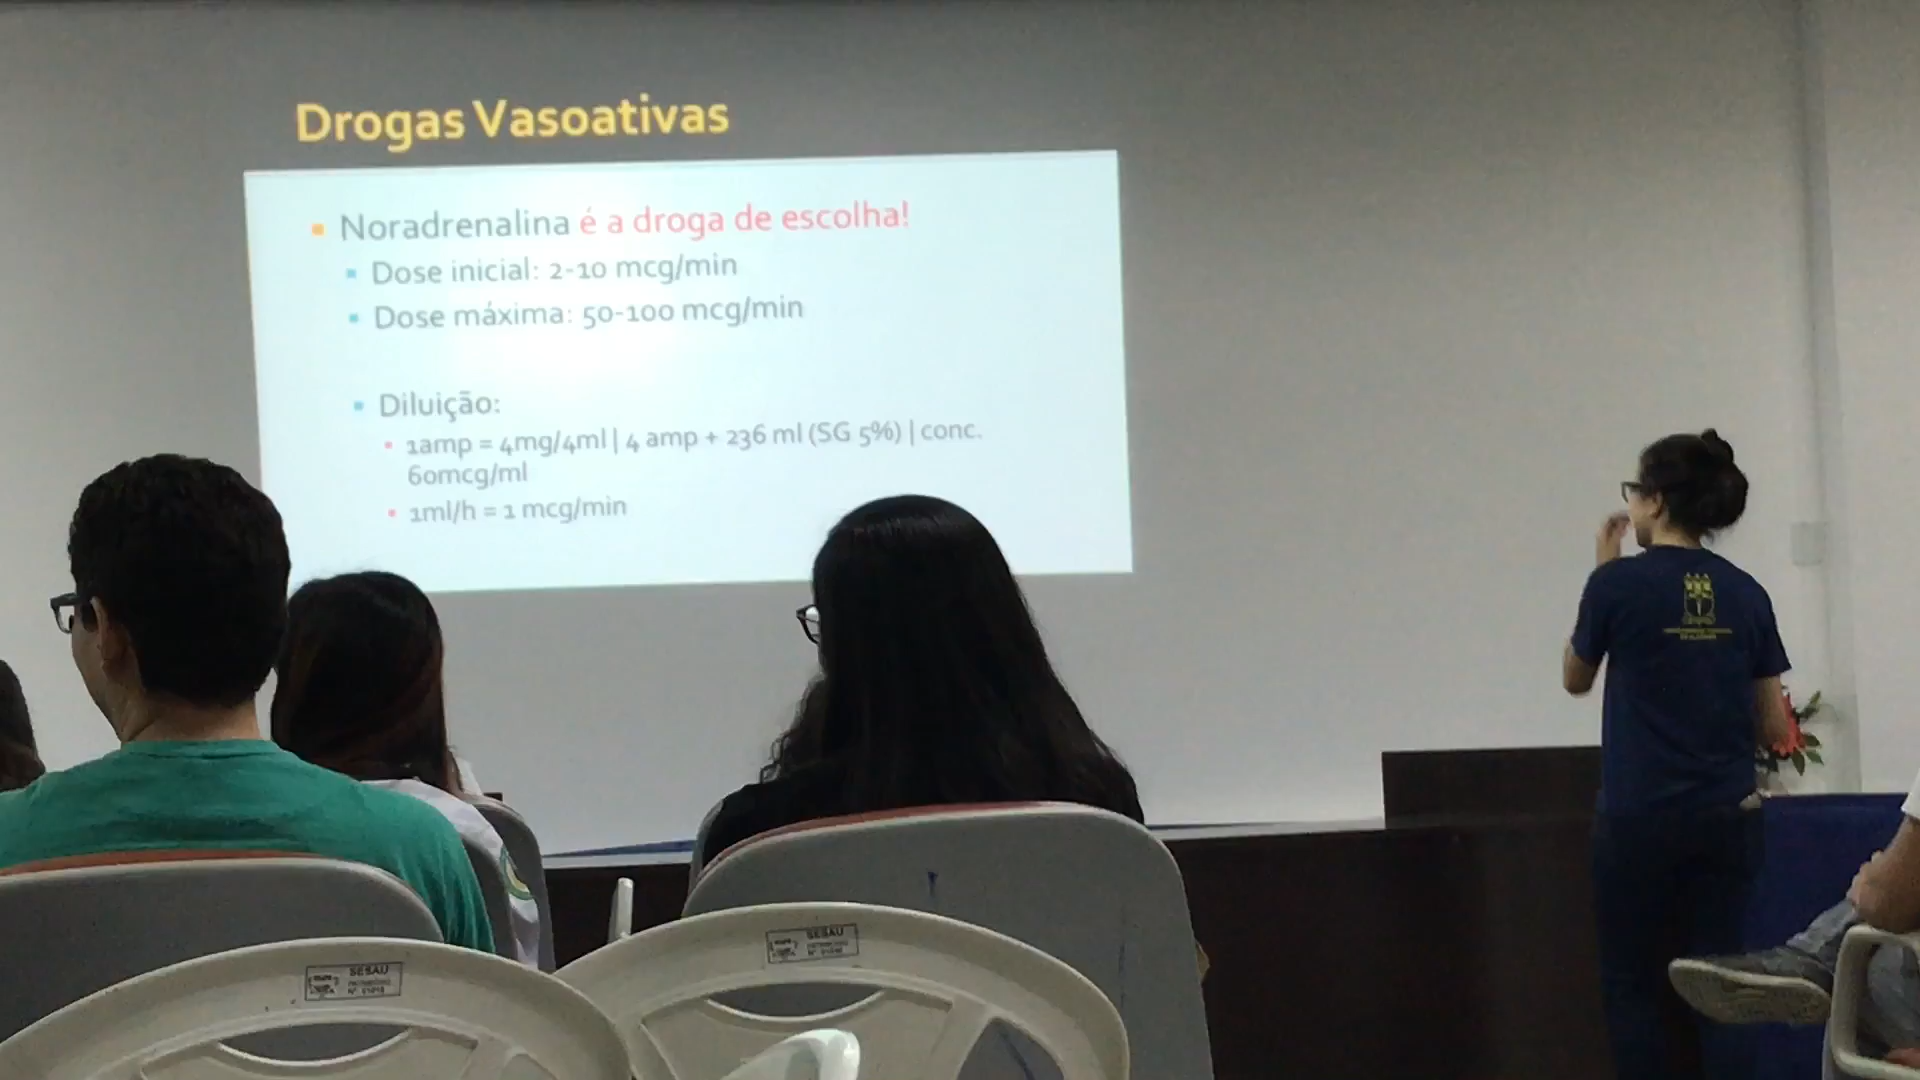 Drogas Vasoativas
Noradrenalina é a droga de escolha!
Dose inicial: 2-10 mcg/min
Dose máxima: 50-100 mcg/min
Diluição:
1amp = 4mg/4ml | 4 amp + 236 ml (SG 5%) | conc.
60mcg/ml
1ml/h = 1 mcg/min
SESAU
SESAU